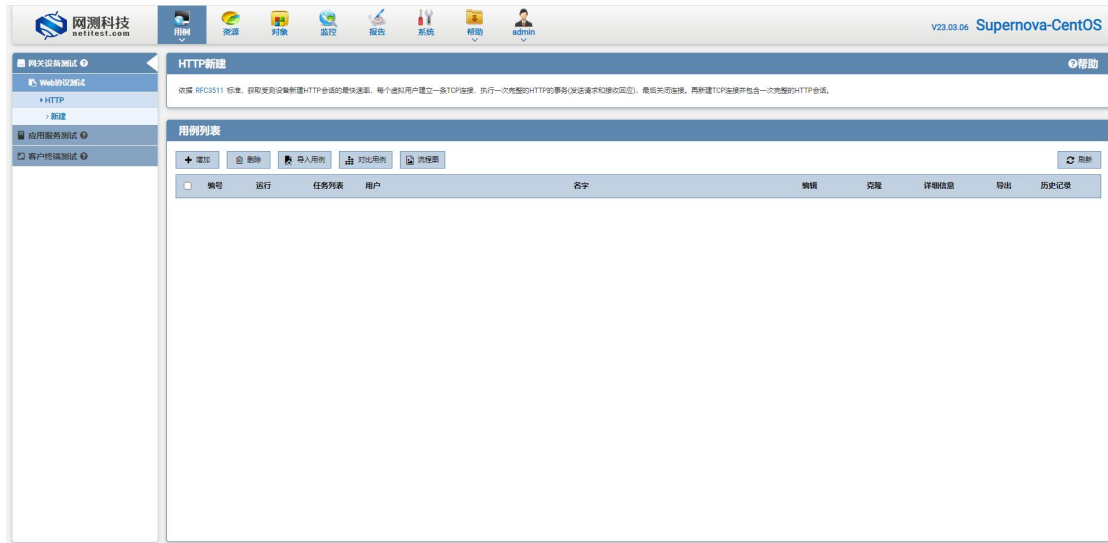 网测科技
netitest.com
用例
资源
对象
监控
报告
系统
帮助
admin
V23.03.06 Supernova-CentOS
网关设备测试
Web协议测试
HTTP
新建
应用服务测试
客户终端测试
HTTP新建
帮助
依据 RFC3511 标准，获取受测设备新建HTTP会话的最快速率，每个虚拟用户建立一条TCP连接，执行一次完整的HTTP的事务(发送请求和接收回应)，最后关闭连接，再新建TCP连接并包含一次完整的HTTP会话。
用例列表
增加 删除 导入用例 对比用例 流程图 刷新
编号 运行 任务列表 用户 名字 编辑 克隆 详细信息 导出 历史记录